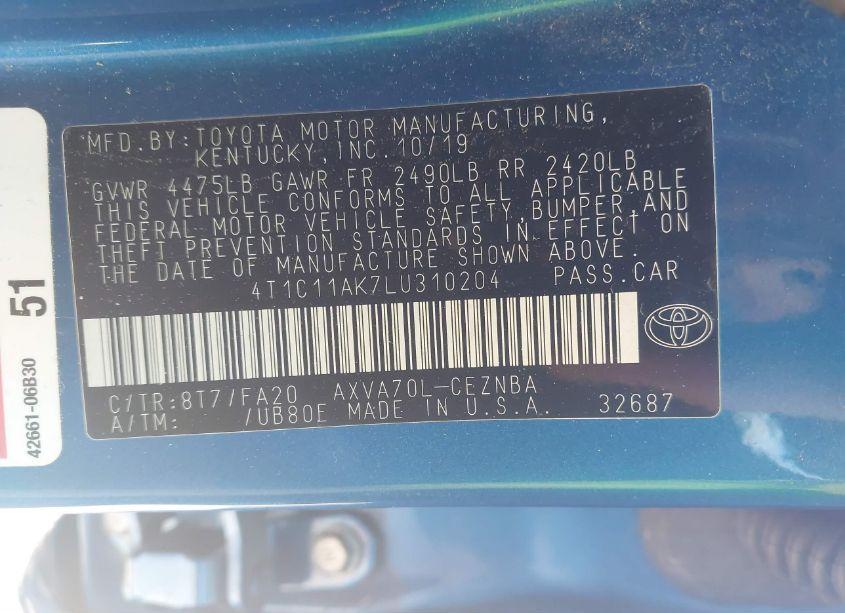 MFD. BY: TOYOTA MOTOR MANUFACTURING,
KENTUCKY, INC. 10/19
GVWR 4475LB GAWR FR 2490LB RR 2420LB
THIS VEHICLE CONFORMS TO ALL APPLICABLE
FEDERAL MOTOR VEHICLE SAFETY, BUMPER, AND
THEFT PREVENTION STANDARDS IN EFFECT ON
THE DATE OF MANUFACTURE SHOWN ABOVE.
4T1C11AK7LU310204 PASS. CAR
C/TR: 8T7/FA20 AXVA70L-CEZNBA
A/TM: /UB80E MADE IN U.S.A. 32687
51
42661-06B30